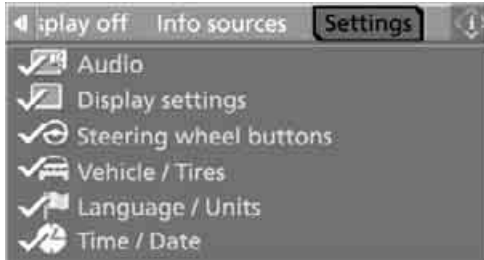 splay off Info sources Settings
Audio
Display settings
Steering wheel buttons
Vehicle / Tires
Language / Units
Time / Date